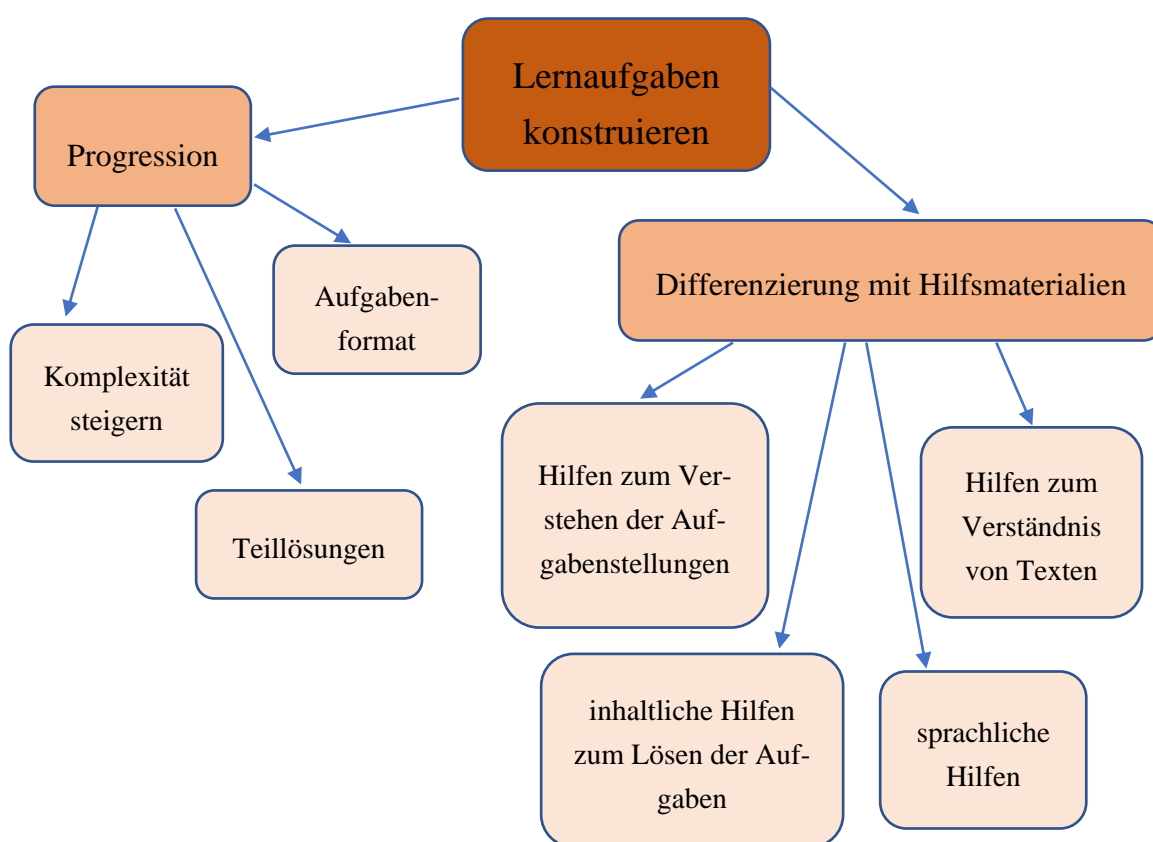 Lernaufgaben
konstruieren
Progression
Aufgaben-
format
Komplexität
steigern
Teillösungen
Differenzierung mit Hilfsmaterialien
Hilfen zum Ver-
stehen der Auf-
gabenstellungen
Hilfen zum
Verständnis
von Texten
inhaltliche Hilfen
zum Lösen der Auf-
gaben
sprachliche
Hilfen